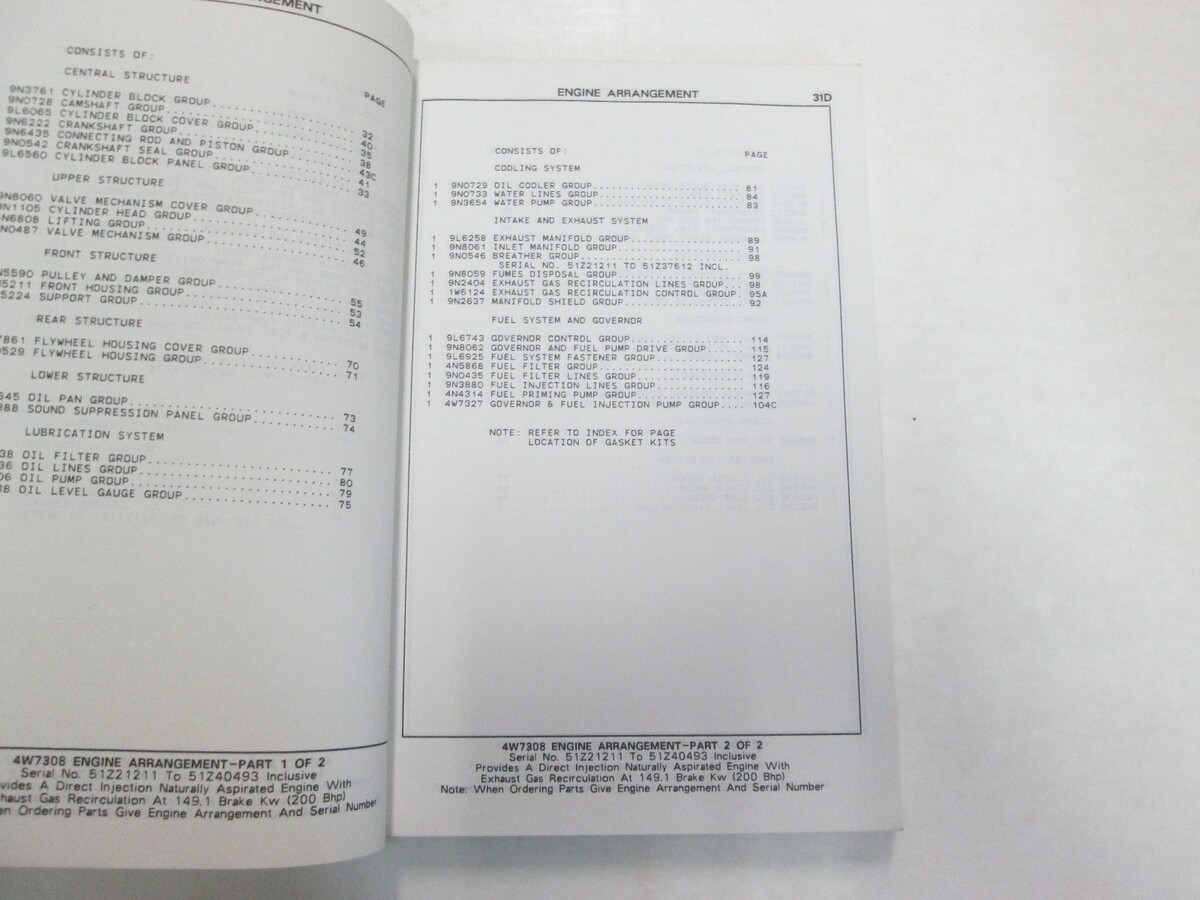 CONSISTS OF:
CENTRAL STRUCTURE
PAGE
9N3761 CYLINDER BLOCK GROUP 32
9N0728 CAMSHAFT GROUP 40
9L6065 CYLINDER BLOCK COVER GROUP 35
9N6222 CRANKSHAFT GROUP 38
9N6435 CONNECTING ROD AND PISTON GROUP 43C
9N0542 CRANKSHAFT SEAL GROUP 41
9L6560 CYLINDER BLOCK PANEL GROUP 33
UPPER STRUCTURE
9N8060 VALVE MECHANISM COVER GROUP 49
9N1105 CYLINDER HEAD GROUP 44
N6808 LIFTING GROUP 52
N0487 VALVE MECHANISM GROUP 46
FRONT STRUCTURE
N5590 PULLEY AND DAMPER GROUP 55
5211 FRONT HOUSING GROUP 53
5224 SUPPORT GROUP 54
REAR STRUCTURE
7861 FLYWHEEL HOUSING COVER GROUP 70
0529 FLYWHEEL HOUSING GROUP 71
LOWER STRUCTURE
645 OIL PAN GROUP 73
388 SOUND SUPPRESSION PANEL GROUP 74
LUBRICATION SYSTEM
38 OIL FILTER GROUP 77
36 OIL LINES GROUP 80
06 OIL PUMP GROUP 79
38 OIL LEVEL GAUGE GROUP 75
4W7308 ENGINE ARRANGEMENT-PART 1 OF 2
Serial No. 51Z21211 To 51Z40493 Inclusive
vides A Direct Injection Naturally Aspirated Engine With
haust Gas Recirculation At 149.1 Brake Kw (200 Bhp)
en Ordering Parts Give Engine Arrangement And Serial Number
ENGINE ARRANGEMENT 31D
CONSISTS OF:
PAGE
COOLING SYSTEM
1 9N0729 OIL COOLER GROUP 81
1 9N0733 WATER LINES GROUP 84
1 9N3654 WATER PUMP GROUP 83
INTAKE AND EXHAUST SYSTEM
1 9L6258 EXHAUST MANIFOLD GROUP 89
1 9N8061 INLET MANIFOLD GROUP 91
1 9N0546 BREATHER GROUP 98
SERIAL NO. 51Z21211 TO 51Z37612 INCL.
1 9N8059 FUMES DISPOSAL GROUP 99
1 9N2404 EXHAUST GAS RECIRCULATION LINES GROUP... 98
1 1W6124 EXHAUST GAS RECIRCULATION CONTROL GROUP. 95A
1 9N2637 MANIFOLD SHIELD GROUP 92
FUEL SYSTEM AND GOVERNOR
1 9L6743 GOVERNOR CONTROL GROUP 114
1 9N8062 GOVERNOR AND FUEL PUMP DRIVE GROUP 115
1 9L6925 FUEL SYSTEM FASTENER GROUP 127
1 4N5868 FUEL FILTER GROUP 124
1 9N0435 FUEL FILTER LINES GROUP 119
1 9N3880 FUEL INJECTION LINES GROUP 116
1 4N4314 FUEL PRIMING PUMP GROUP 127
1 4W7327 GOVERNOR & FUEL INJECTION PUMP GROUP.... 104C
NOTE: REFER TO INDEX FOR PAGE
LOCATION OF GASKET KITS
4W7308 ENGINE ARRANGEMENT-PART 2 OF 2
Serial No. 51Z21211 To 51Z40493 Inclusive
Provides A Direct Injection Naturally Aspirated Engine With
Exhaust Gas Recirculation At 149.1 Brake Kw (200 Bhp)
Note: When Ordering Parts Give Engine Arrangement And Serial Number